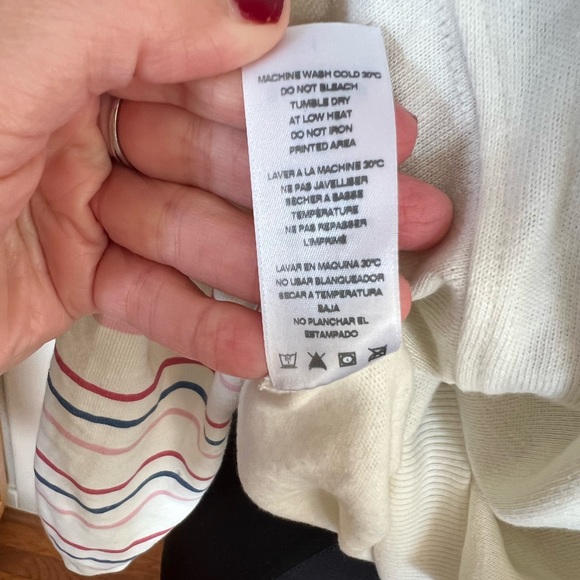 MACHINE WASH COLD 30°C
DO NOT BLEACH
TUMBLE DRY
AT LOW HEAT
DO NOT IRON
PRINTED AREA
LAVER A LA MACHINE 30°C
NE PAS JAVELLISER
SÉCHER A BASSE
TEMPÉRATURE
NE PAS REPASSER
L'IMPRIMÉ
LAVAR EN MAQUINA 30°C
NO USAR BLANQUEADOR
SECAR A TEMPERATURA
BAJA
NO PLANCHAR EL
ESTAMPADO